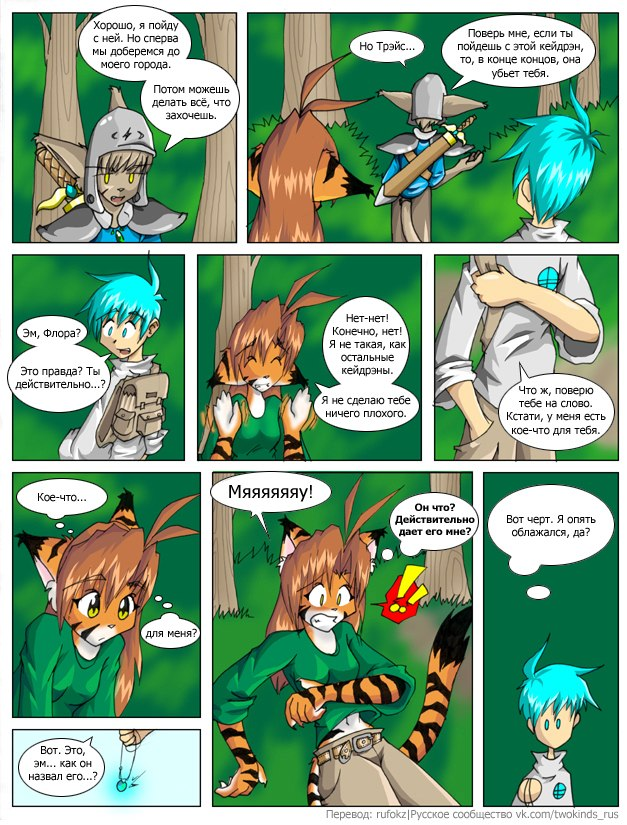 Хорошо, я пойду
с ней. Но сперва
мы доберемся до
моего города.
Потом можешь
делать всё, что
захочешь.
Но Трэйс...
Поверь мне, если ты
пойдешь с этой кейдрэн,
то, в конце концов, она
убьет тебя.
Эм, Флора?
Это правда? Ты
действительно...?
Нет-нет!
Конечно, нет!
Я не такая, как
остальные
кейдрэны.
Я не сделаю тебе
ничего плохого.
Что ж, поверю
тебе на слово.
Кстати, у меня есть
кое-что для тебя.
Кое-что...
для меня?
Вот. Это,
эм... как он
назвал его...?
Мяяяяяяу!
Он что?
Действительно
дает его мне?
Вот черт. Я опять
облажался, да?
Перевод: rufokz|Русское сообщество vk.com/twokinds_rus